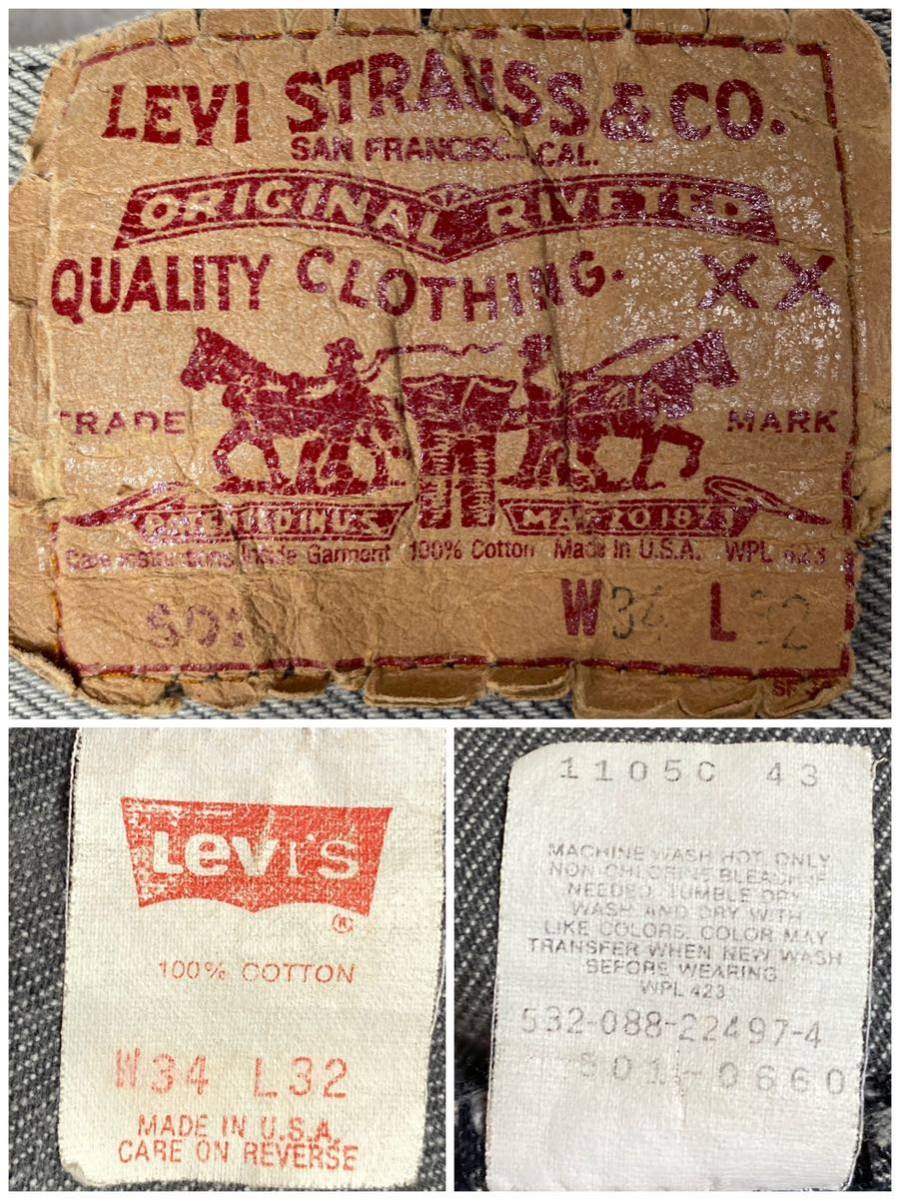 LEVI STRAUSS & CO.
SAN FRANCISCO CAL.
ORIGINAL RIVETED
QUALITY CLOTHING. XX
TRADE MARK
PATENTED IN U.S. MAY 20 1873
Care Instructions Inside Garment 100% Cotton Made In U.S.A. WPL 423
501 W34 L32
SF
Levi's
®
100% COTTON
W34 L32
MADE IN U.S.A.
CARE ON REVERSE
1105C 43
MACHINE WASH HOT, ONLY
NON CHLORINE BLEACH IF
NEEDED. TUMBLE DRY.
WASH AND DRY WITH
LIKE COLORS. COLOR MAY
TRANSFER WHEN NEW WASH
BEFORE WEARING
WPL 423
532-088-22497-4
501-0660